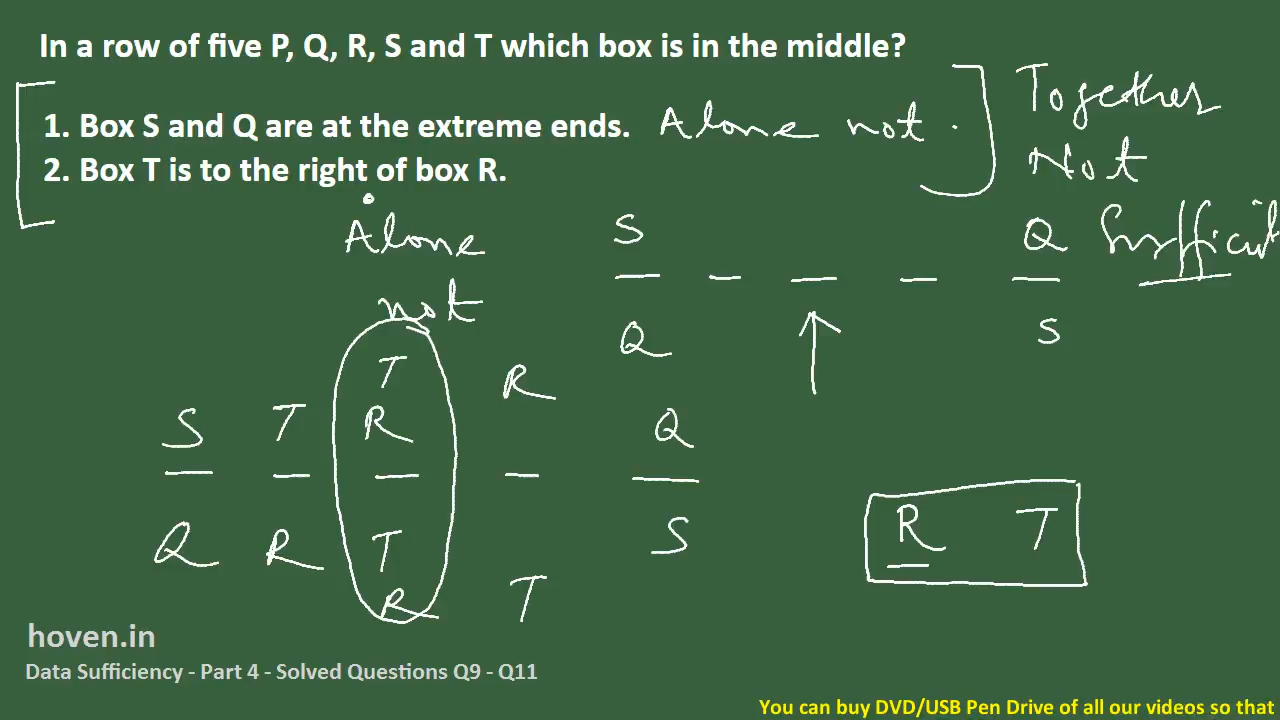 In a row of five P, Q, R, S and T which box is in the middle?
1. Box S and Q are at the extreme ends. Alone not.
2. Box T is to the right of box R.
Together
Not
Sufficient
Alone
not
S Q
Q S
T R
S T R Q
Q R T S
R T
R T
hoven.in
Data Sufficiency - Part 4 - Solved Questions Q9 - Q11
You can buy DVD/USB Pen Drive of all our videos so that